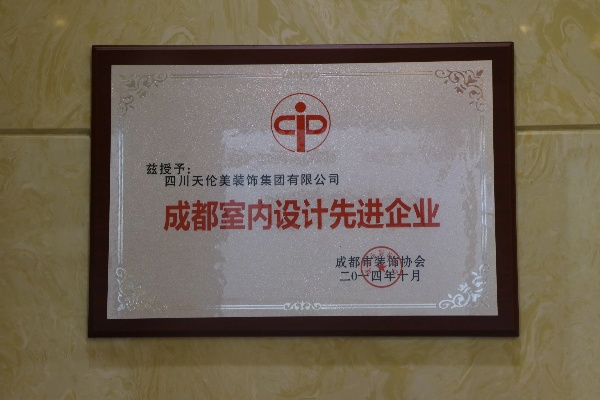 兹授予：
四川天伦美装饰集团有限公司
成都室内设计先进企业
成都市装饰协会
二〇一四年十月